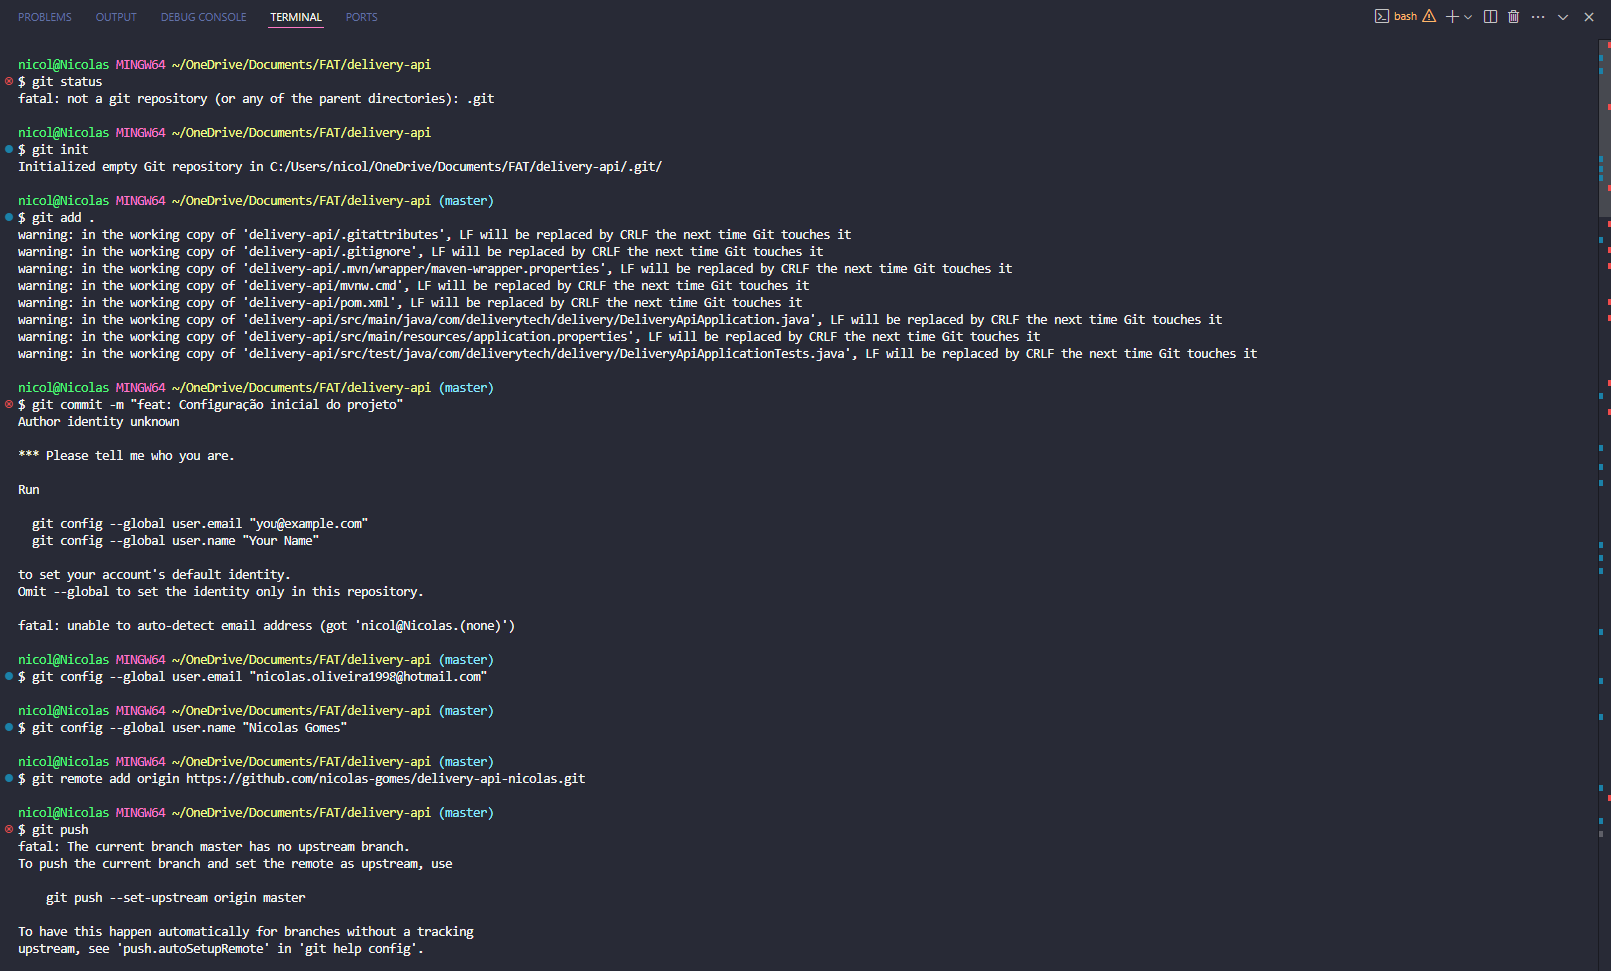 PROBLEMS OUTPUT DEBUG CONSOLE TERMINAL PORTS bash
nicol@Nicolas MINGW64 ~/OneDrive/Documents/FAT/delivery-api
$ git status
fatal: not a git repository (or any of the parent directories): .git
nicol@Nicolas MINGW64 ~/OneDrive/Documents/FAT/delivery-api
$ git init
Initialized empty Git repository in C:/Users/nicol/OneDrive/Documents/FAT/delivery-api/.git/
nicol@Nicolas MINGW64 ~/OneDrive/Documents/FAT/delivery-api (master)
$ git add .
warning: in the working copy of 'delivery-api/.gitattributes', LF will be replaced by CRLF the next time Git touches it
warning: in the working copy of 'delivery-api/.gitignore', LF will be replaced by CRLF the next time Git touches it
warning: in the working copy of 'delivery-api/.mvn/wrapper/maven-wrapper.properties', LF will be replaced by CRLF the next time Git touches it
warning: in the working copy of 'delivery-api/mvnw.cmd', LF will be replaced by CRLF the next time Git touches it
warning: in the working copy of 'delivery-api/pom.xml', LF will be replaced by CRLF the next time Git touches it
warning: in the working copy of 'delivery-api/src/main/java/com/deliverytech/delivery/DeliveryApiApplication.java', LF will be replaced by CRLF the next time Git touches it
warning: in the working copy of 'delivery-api/src/main/resources/application.properties', LF will be replaced by CRLF the next time Git touches it
warning: in the working copy of 'delivery-api/src/test/java/com/deliverytech/delivery/DeliveryApiApplicationTests.java', LF will be replaced by CRLF the next time Git touches it
nicol@Nicolas MINGW64 ~/OneDrive/Documents/FAT/delivery-api (master)
$ git commit -m "feat: Configuração inicial do projeto"
Author identity unknown
*** Please tell me who you are.
Run
git config --global user.email "you@example.com"
git config --global user.name "Your Name"
to set your account's default identity.
Omit --global to set the identity only in this repository.
fatal: unable to auto-detect email address (got 'nicol@Nicolas.(none)')
nicol@Nicolas MINGW64 ~/OneDrive/Documents/FAT/delivery-api (master)
$ git config --global user.email "nicolas.oliveira1998@hotmail.com"
nicol@Nicolas MINGW64 ~/OneDrive/Documents/FAT/delivery-api (master)
$ git config --global user.name "Nicolas Gomes"
nicol@Nicolas MINGW64 ~/OneDrive/Documents/FAT/delivery-api (master)
$ git remote add origin https://github.com/nicolas-gomes/delivery-api-nicolas.git
nicol@Nicolas MINGW64 ~/OneDrive/Documents/FAT/delivery-api (master)
$ git push
fatal: The current branch master has no upstream branch.
To push the current branch and set the remote as upstream, use
git push --set-upstream origin master
To have this happen automatically for branches without a tracking
upstream, see 'push.autoSetupRemote' in 'git help config'.